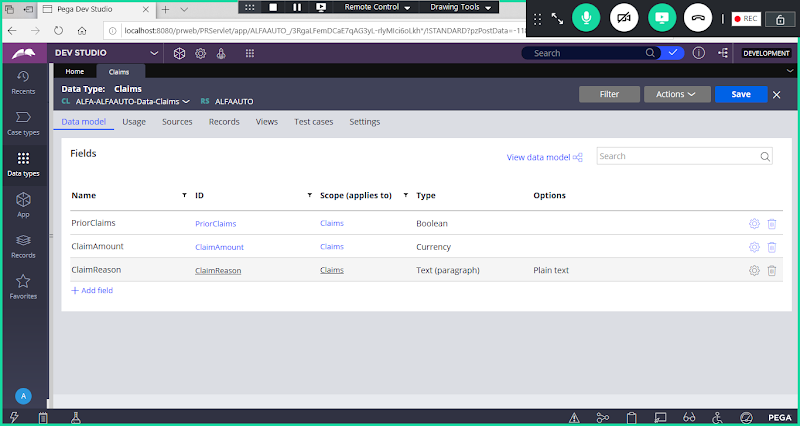 Pega Dev Studio
Remote Control
Drawing Tools
REC
localhost:8080/prweb/PRServlet/app/ALFAAUTO_/3RgaLFemDCaE7qAG3yL-rlyMIci6oLkh*/!STANDARD?pzPostData=-118
DEV STUDIO
Search
DEVELOPMENT
Home
Claims
Recents
Case types
Data types
App
Records
Favorites
A
Data Type: Claims
CL ALFA-ALFAAUTO-Data-Claims
RS ALFAAUTO
Filter
Actions
Save
Data model
Usage
Sources
Records
Views
Test cases
Settings
Fields
View data model
Search
Name ID Scope (applies to) Type Options
PriorClaims PriorClaims Claims Boolean
ClaimAmount ClaimAmount Claims Currency
ClaimReason ClaimReason Claims Text (paragraph) Plain text
+ Add field
PEGA